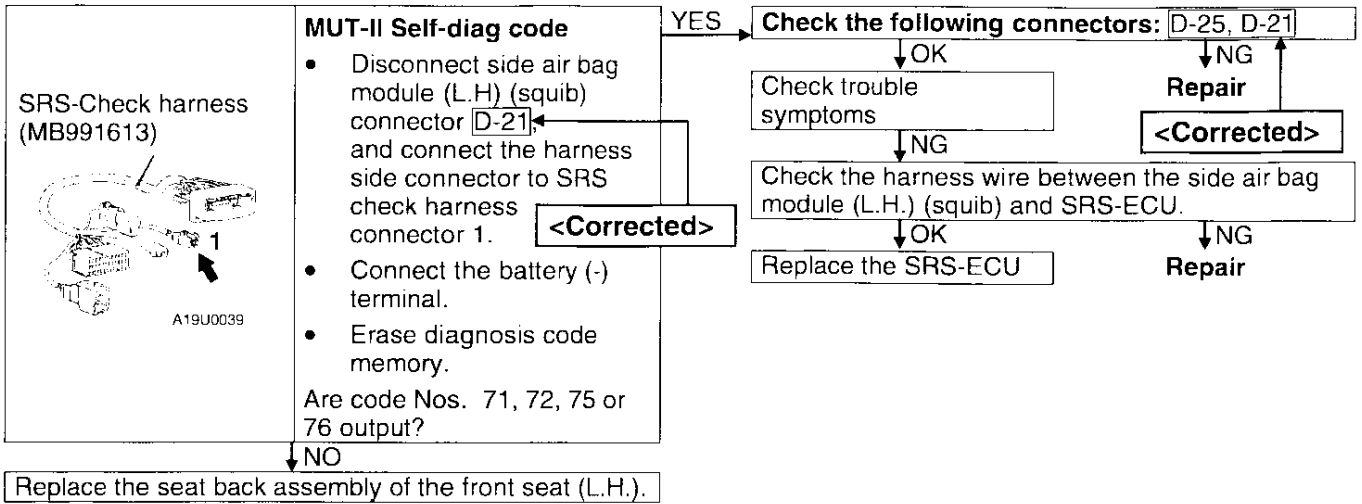 SRS-Check harness
(MB991613)
1
A19U0039
MUT-II Self-diag code
• Disconnect side air bag
module (L.H) (squib)
connector D-21,
and connect the harness
side connector to SRS
check harness
connector 1.
<Corrected>
• Connect the battery (-)
terminal.
• Erase diagnosis code
memory.
Are code Nos. 71, 72, 75 or
76 output?
NO
Replace the seat back assembly of the front seat (L.H.).
YES
Check the following connectors: D-25, D-21
OK
NG
Check trouble
symptoms
Repair
<Corrected>
NG
Check the harness wire between the side air bag
module (L.H.) (squib) and SRS-ECU.
OK
NG
Replace the SRS-ECU
Repair